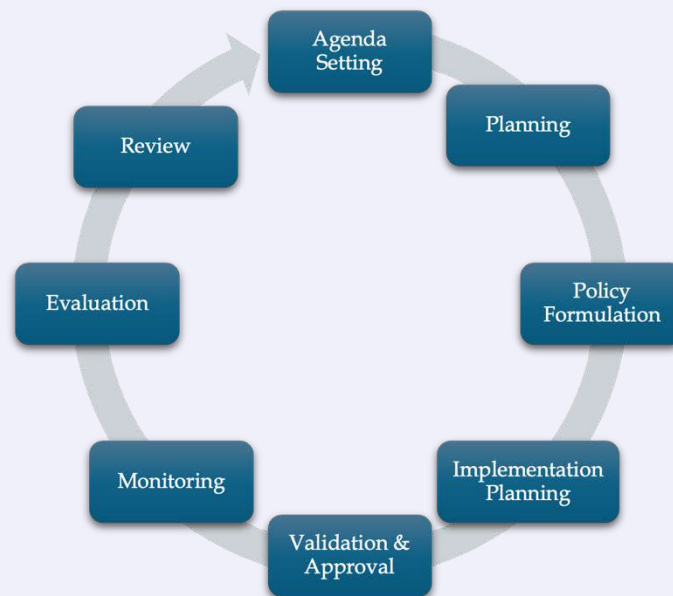 Agenda
Setting
Planning
Policy
Formulation
Implementation
Planning
Validation &
Approval
Monitoring
Evaluation
Review